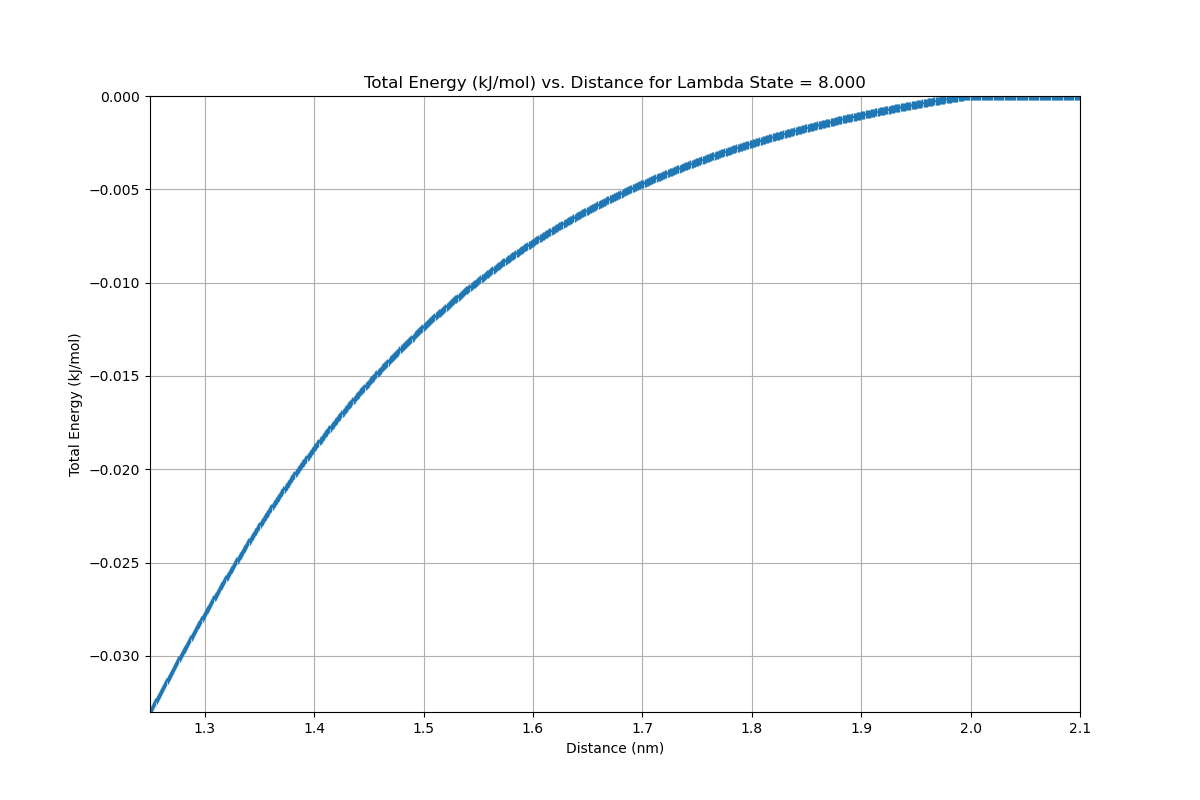 Total Energy (kJ/mol) vs. Distance for Lambda State = 8.000
0.000
−0.005
−0.010
−0.015
−0.020
−0.025
−0.030
Total Energy (kJ/mol)
1.3 1.4 1.5 1.6 1.7 1.8 1.9 2.0 2.1
Distance (nm)